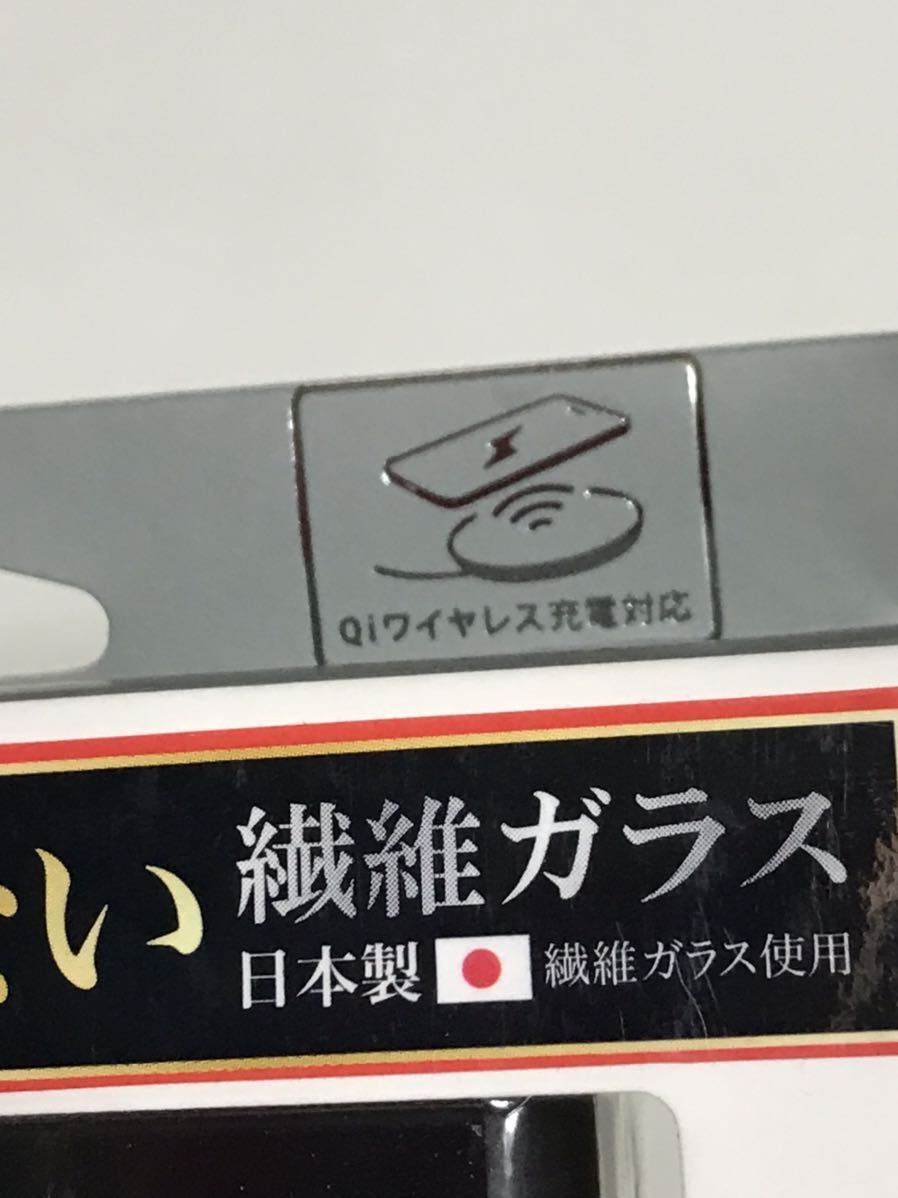 Qiワイヤレス充電対応
い 繊維ガラス
日本製 繊維ガラス使用